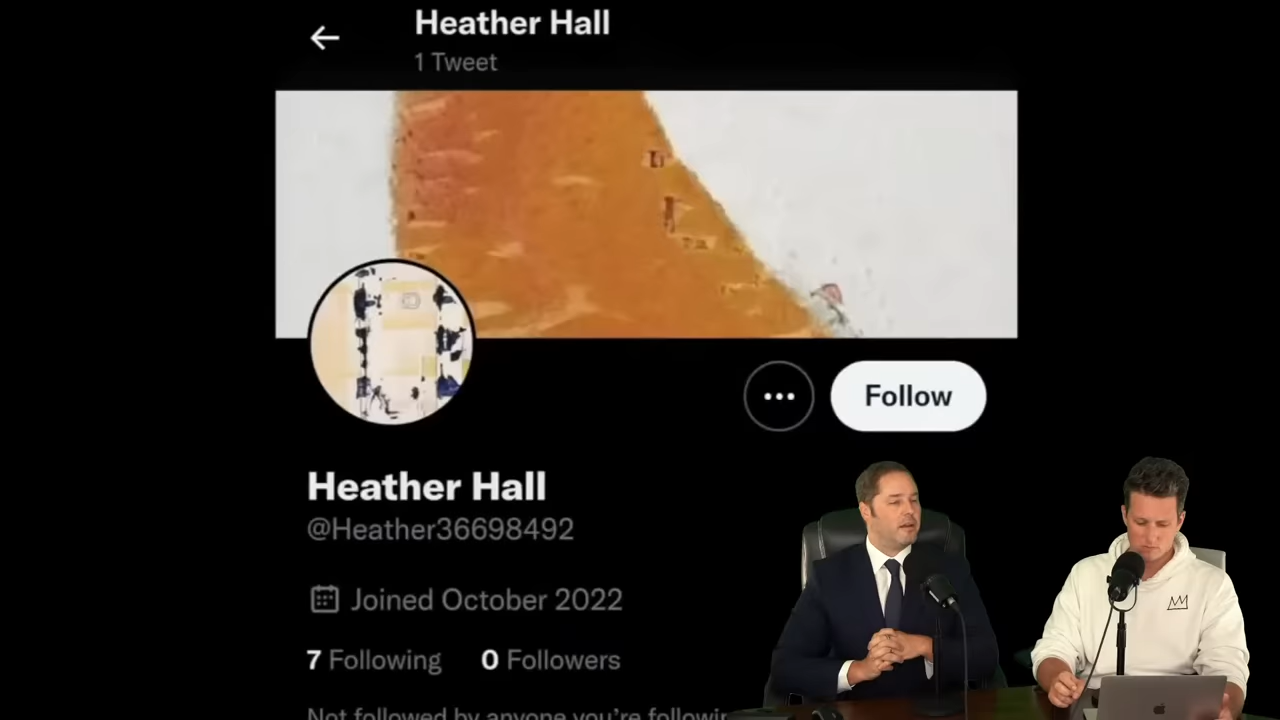 Heather Hall
1 Tweet
Follow
Heather Hall
@Heather36698492
Joined October 2022
7 Following 0 Followers
Not followed by anyone you're